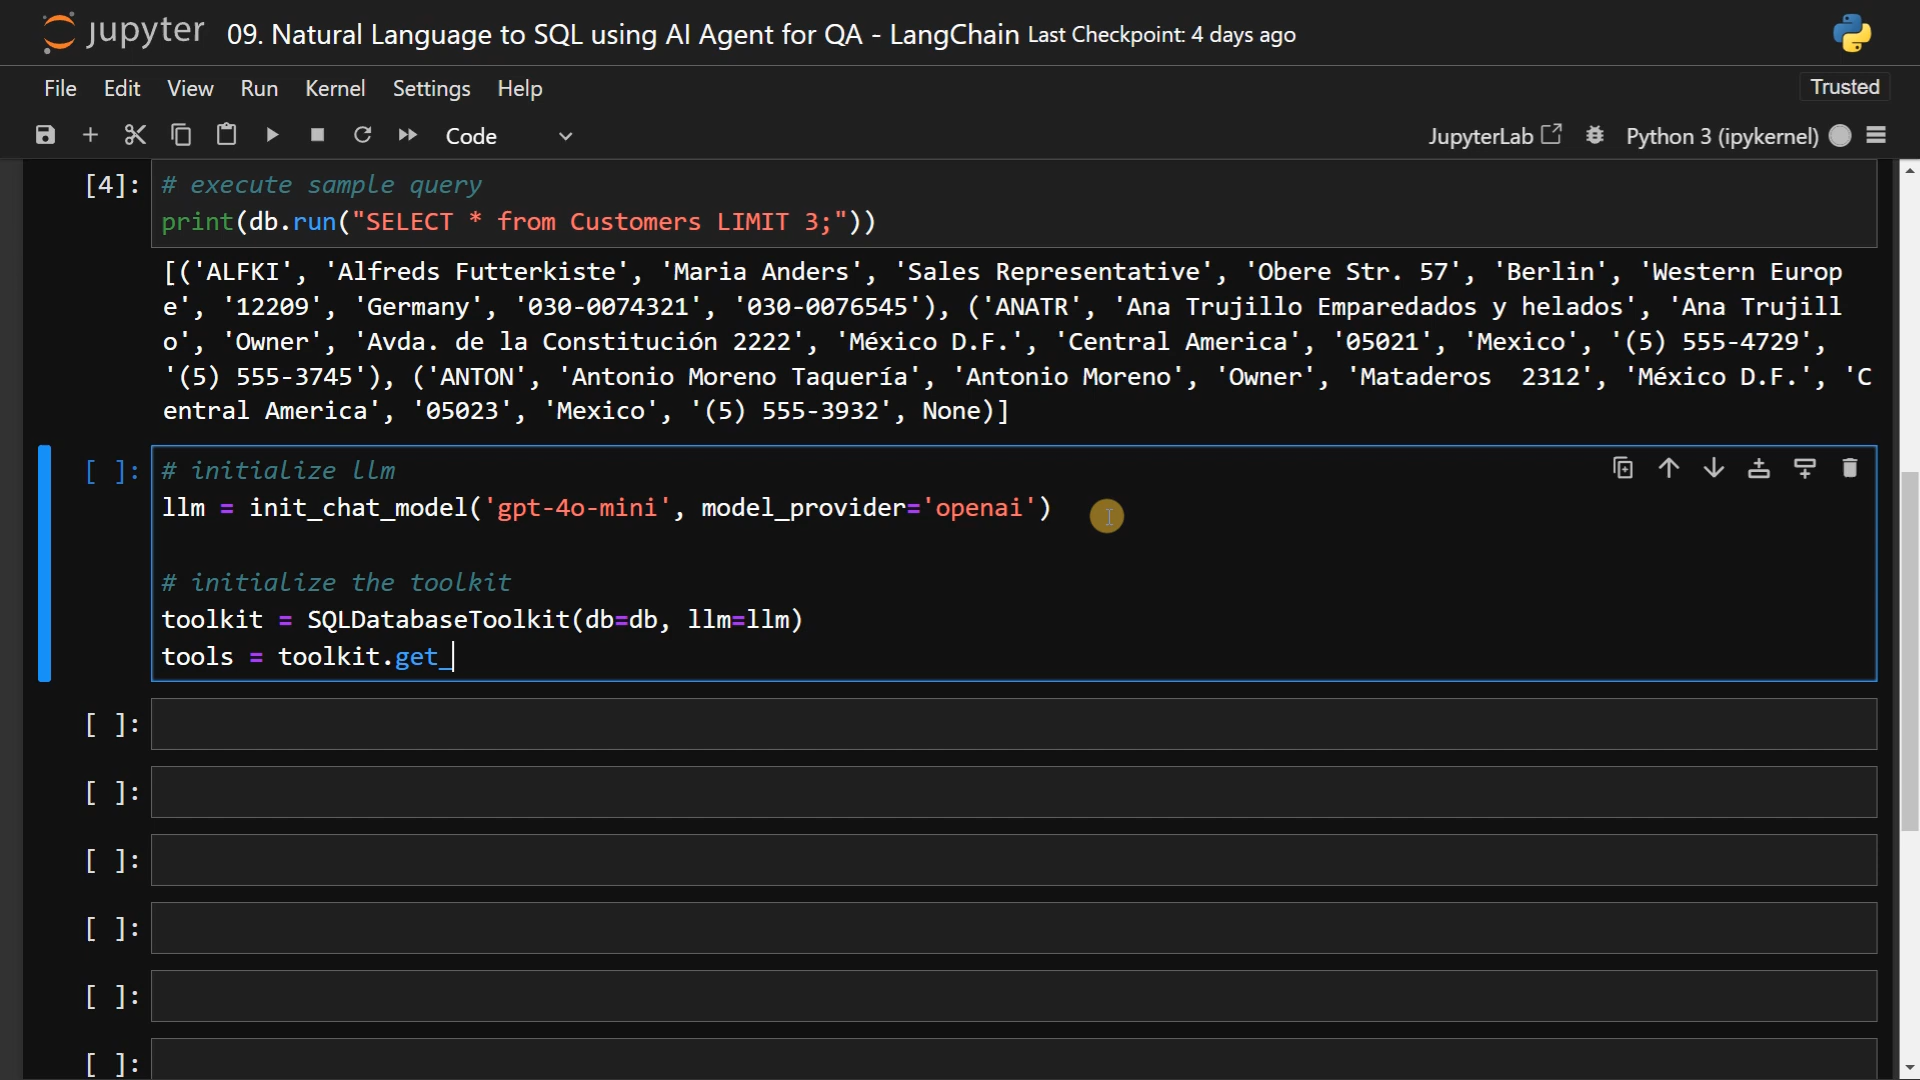 jupyter 09. Natural Language to SQL using AI Agent for QA - LangChain Last Checkpoint: 4 days ago
File Edit View Run Kernel Settings Help Trusted
Code JupyterLab Python 3 (ipykernel)
[4]: # execute sample query
print(db.run("SELECT * from Customers LIMIT 3;"))
[('ALFKI', 'Alfreds Futterkiste', 'Maria Anders', 'Sales Representative', 'Obere Str. 57', 'Berlin', 'Western Europ
e', '12209', 'Germany', '030-0074321', '030-0076545'), ('ANATR', 'Ana Trujillo Emparedados y helados', 'Ana Trujill
o', 'Owner', 'Avda. de la Constitución 2222', 'México D.F.', 'Central America', '05021', 'Mexico', '(5) 555-4729',
'(5) 555-3745'), ('ANTON', 'Antonio Moreno Taquería', 'Antonio Moreno', 'Owner', 'Mataderos  2312', 'México D.F.', 'C
entral America', '05023', 'Mexico', '(5) 555-3932', None)]
[ ]: # initialize llm
llm = init_chat_model('gpt-4o-mini', model_provider='openai')
# initialize the toolkit
toolkit = SQLDatabaseToolkit(db=db, llm=llm)
tools = toolkit.get_
[ ]:
[ ]:
[ ]:
[ ]:
[ ]:
[ ]: